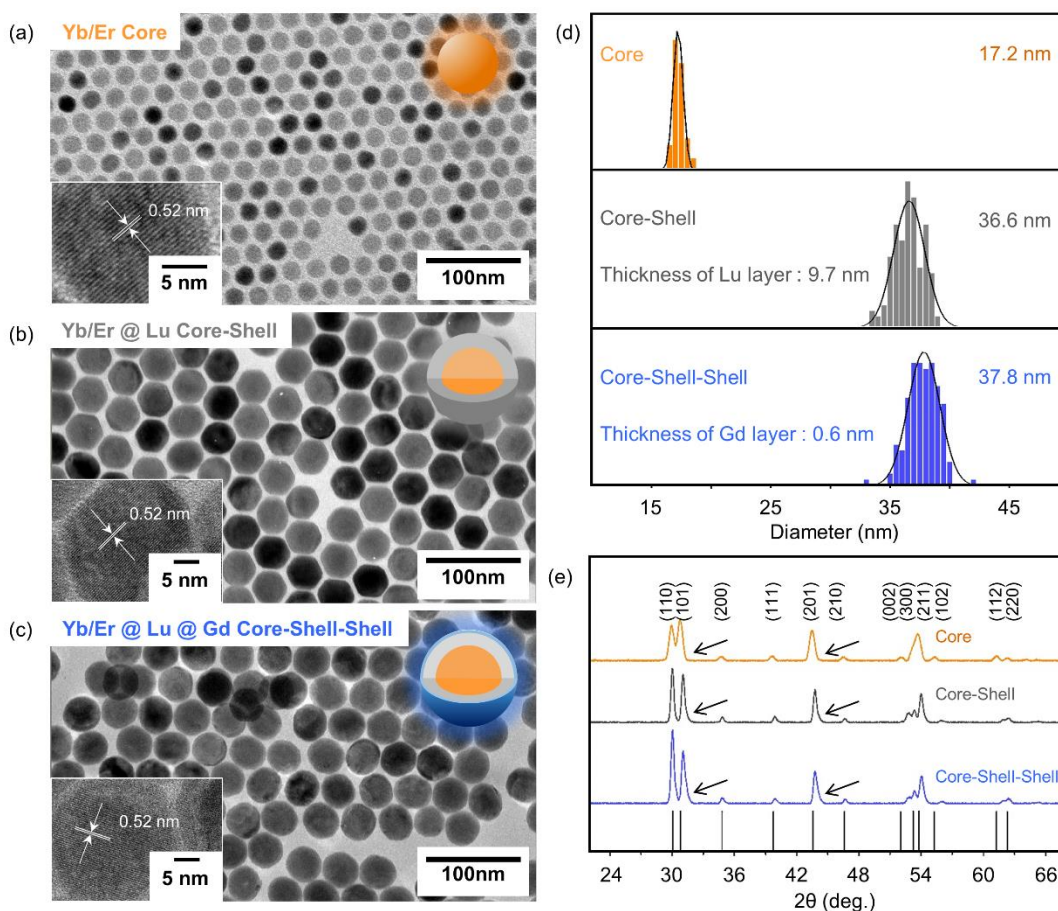 (a)
Yb/Er Core
0.52 nm
5 nm
100nm
(b)
Yb/Er @ Lu Core-Shell
0.52 nm
5 nm
100nm
(c)
Yb/Er @ Lu @ Gd Core-Shell-Shell
0.52 nm
5 nm
100nm
(d)
Core 17.2 nm
Core-Shell 36.6 nm
Thickness of Lu layer : 9.7 nm
Core-Shell-Shell 37.8 nm
Thickness of Gd layer : 0.6 nm
15 25 35 45
Diameter (nm)
(e)
(110) (101) (200) (111) (201) (210) (002) (300) (211) (102) (112) (220)
Core
Core-Shell
Core-Shell-Shell
24 30 36 42 48 54 60 66
2θ (deg.)